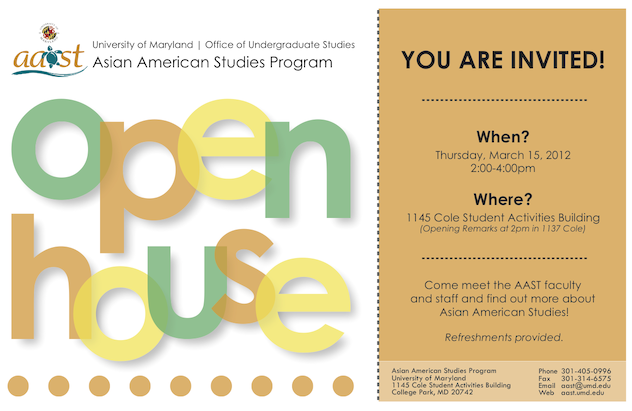 aast
University of Maryland | Office of Undergraduate Studies
Asian American Studies Program
open
house
YOU ARE INVITED!
When?
Thursday, March 15, 2012
2:00-4:00pm
Where?
1145 Cole Student Activities Building
(Opening Remarks at 2pm in 1137 Cole)
Come meet the AAST faculty
and staff and find out more about
Asian American Studies!
Refreshments provided.
Asian American Studies Program
University of Maryland
1145 Cole Student Activities Building
College Park, MD 20742
Phone 301-405-0996
Fax 301-314-6575
Email aast@umd.edu
Web aast.umd.edu